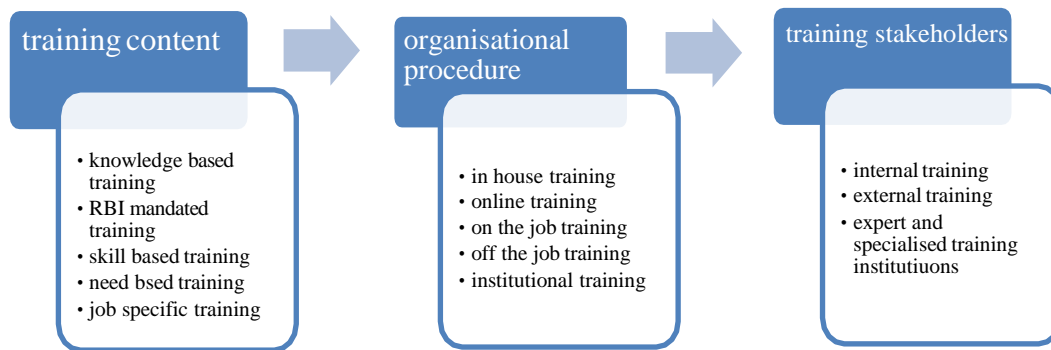 training content
• knowledge based
training
• RBI mandated
training
• skill based training
• need bsed training
• job specific training
organisational
procedure
• in house training
• online training
• on the job training
• off the job training
• institutional training
training stakeholders
• internal training
• external training
• expert and
specialised training
institutiuons